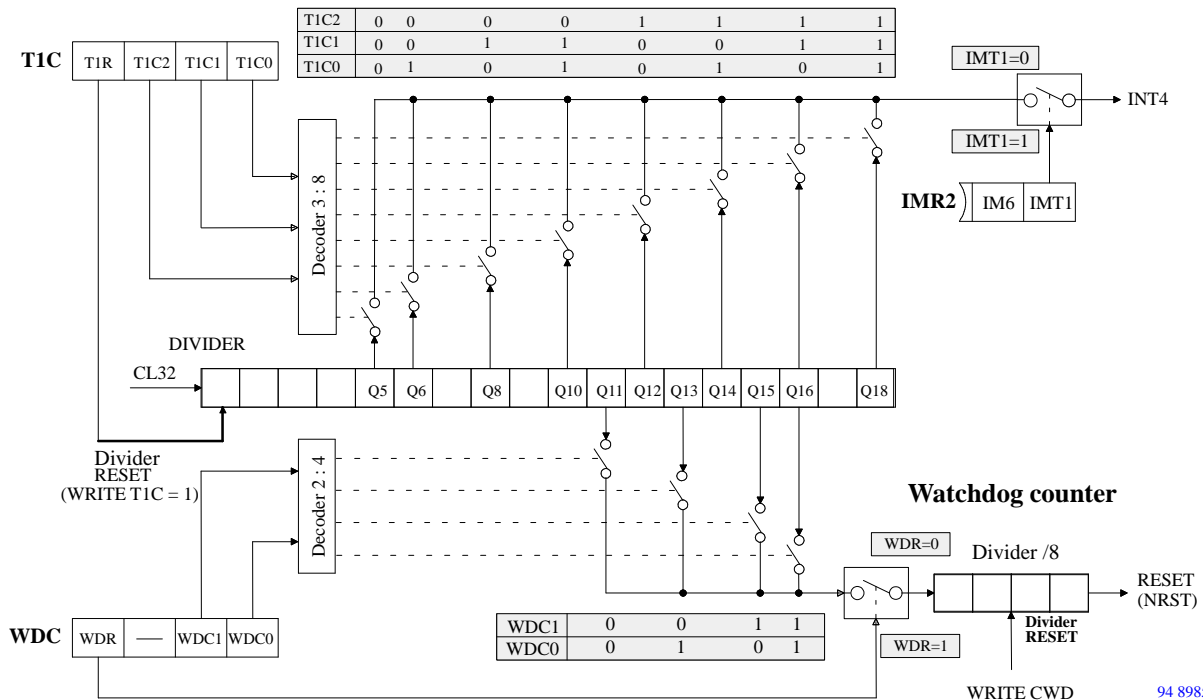 T1C2 0 0 0 0 1 1 1 1
T1C1 0 0 1 1 0 0 1 1
T1C0 0 1 0 1 0 1 0 1
T1C T1R T1C2 T1C1 T1C0
IMT1=0
INT4
IMT1=1
IMR2 IM6 IMT1
Decoder 3 : 8
DIVIDER
CL32
Q5 Q6 Q8 Q10 Q11 Q12 Q13 Q14 Q15 Q16 Q18
Divider
RESET
(WRITE T1C = 1)
Decoder 2 : 4
Watchdog counter
WDR=0
Divider /8
RESET
(NRST)
WDC WDR — WDC1 WDC0
WDC1 0 0 1 1
WDC0 0 1 0 1
Divider
RESET
WDR=1
WRITE CWD